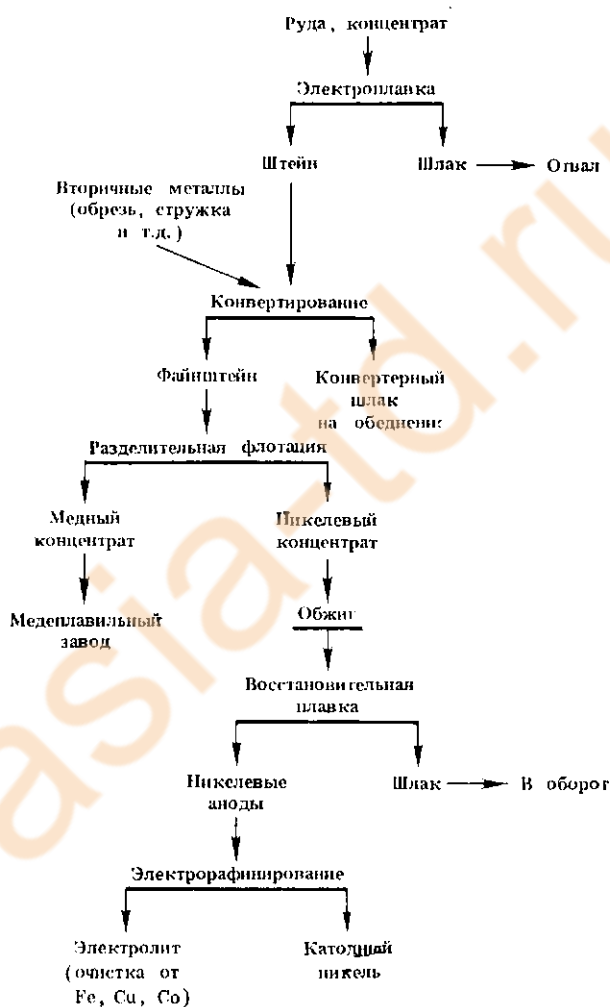 Руда, концентрат
Электроплавка
Штейн
Шлак
Отвал
Вторичные металлы
(обрезь, стружка
и т.д.)
Конвертирование
Файнштейн
Конвертерный
шлак
на обеднение
Разделительная флотация
Медный
концентрат
Никелевый
концентрат
Медеплавильный
завод
Обжиг
Восстановительная
плавка
Никелевые
аноды
Шлак
В оборот
Электрорафинирование
Электролит
(очистка от
Fe, Cu, Co)
Катодный
никель
asia-td.ru